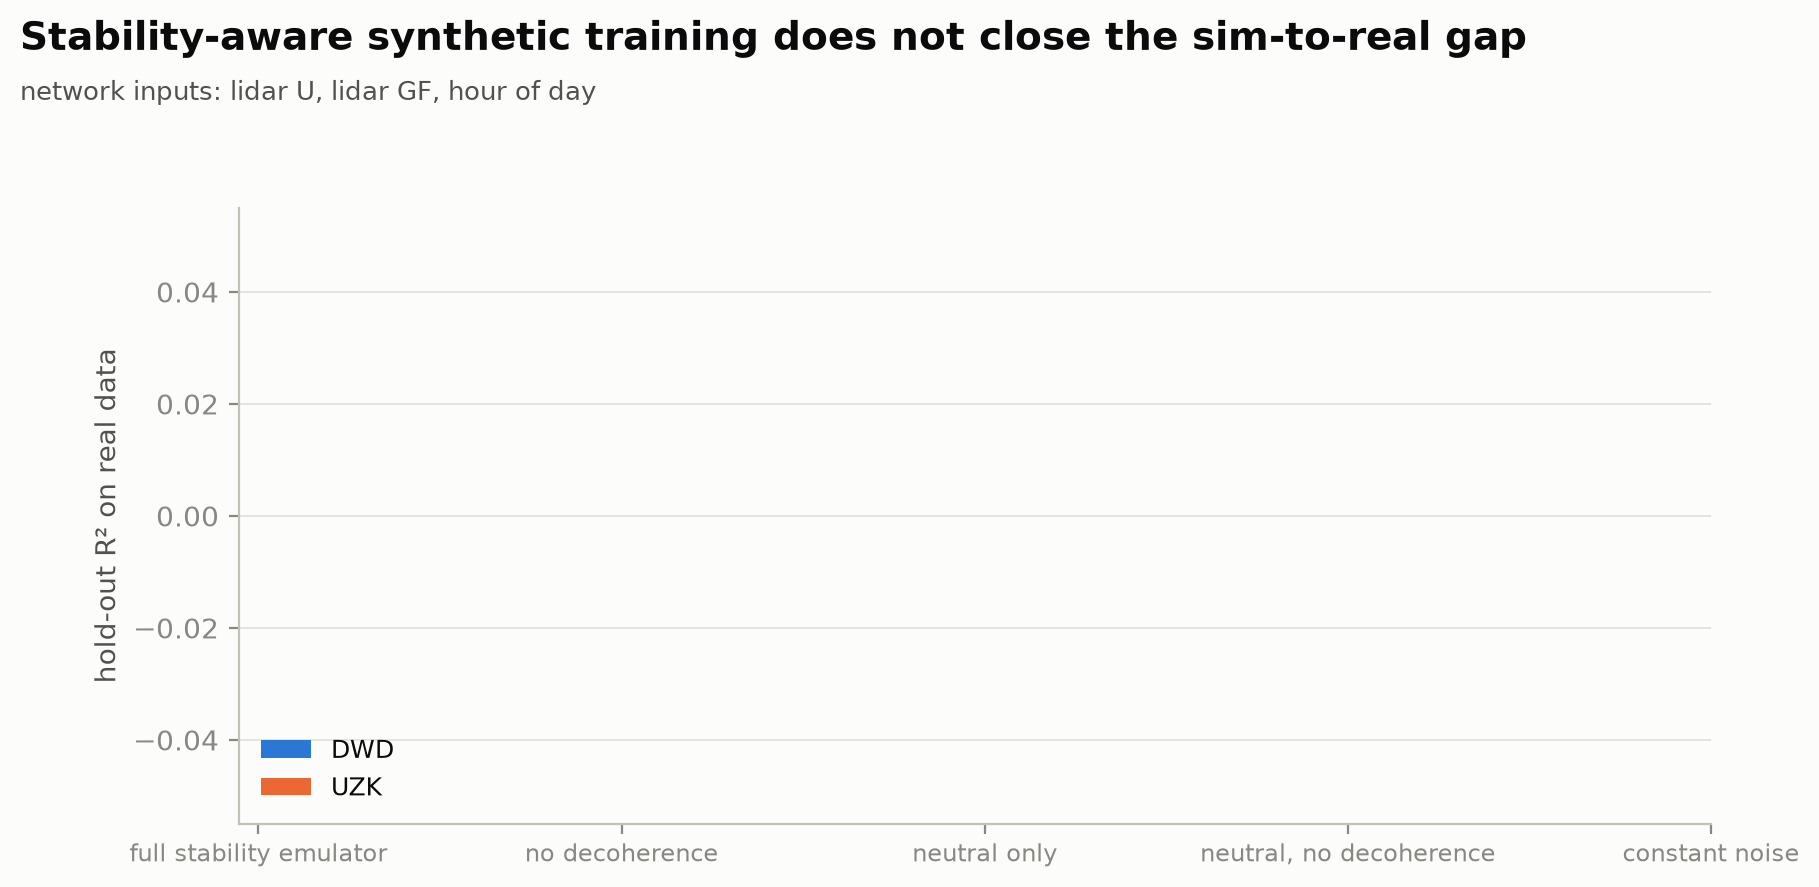 Stability-aware synthetic training does not close the sim-to-real gap
network inputs: lidar U, lidar GF, hour of day
hold-out R² on real data
0.04
0.02
0.00
−0.02
−0.04
DWD
UZK
full stability emulator
no decoherence
neutral only
neutral, no decoherence
constant noise